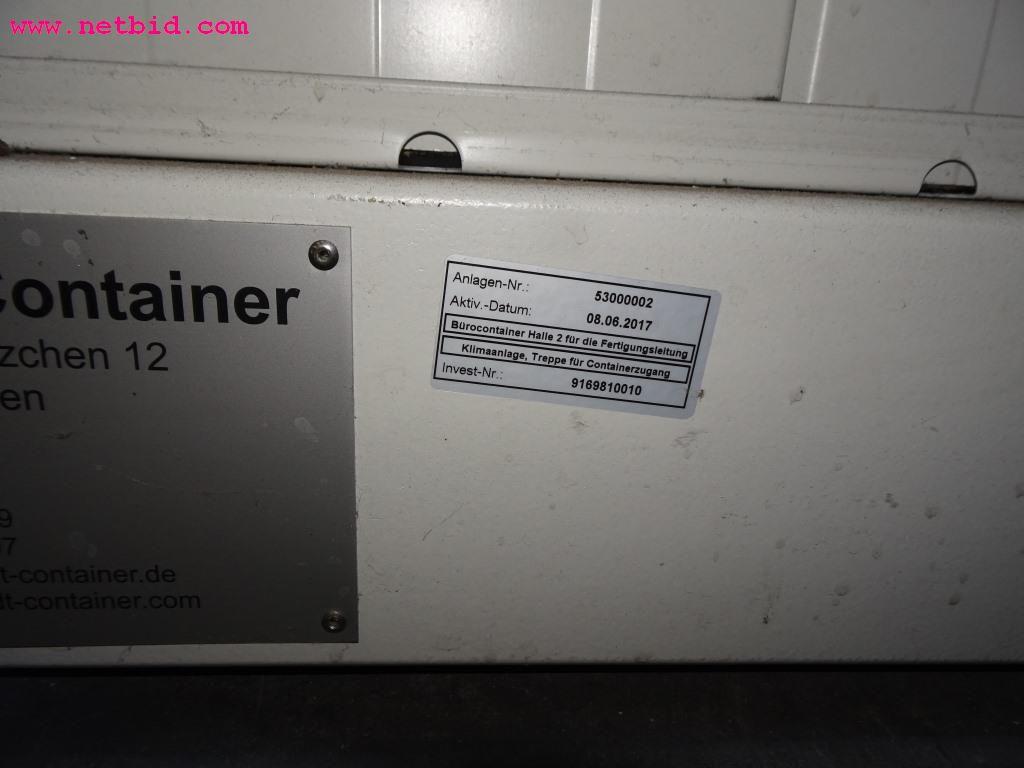 www.netbid.com
Container
zchen 12
en
9
7
t-container.de
dt-container.com
Anlagen-Nr.: 53000002
Aktiv.-Datum: 08.06.2017
Bürocontainer Halle 2 für die Fertigungsleitung
Klimaanlage, Treppe für Containerzugang
Invest-Nr.: 9169810010